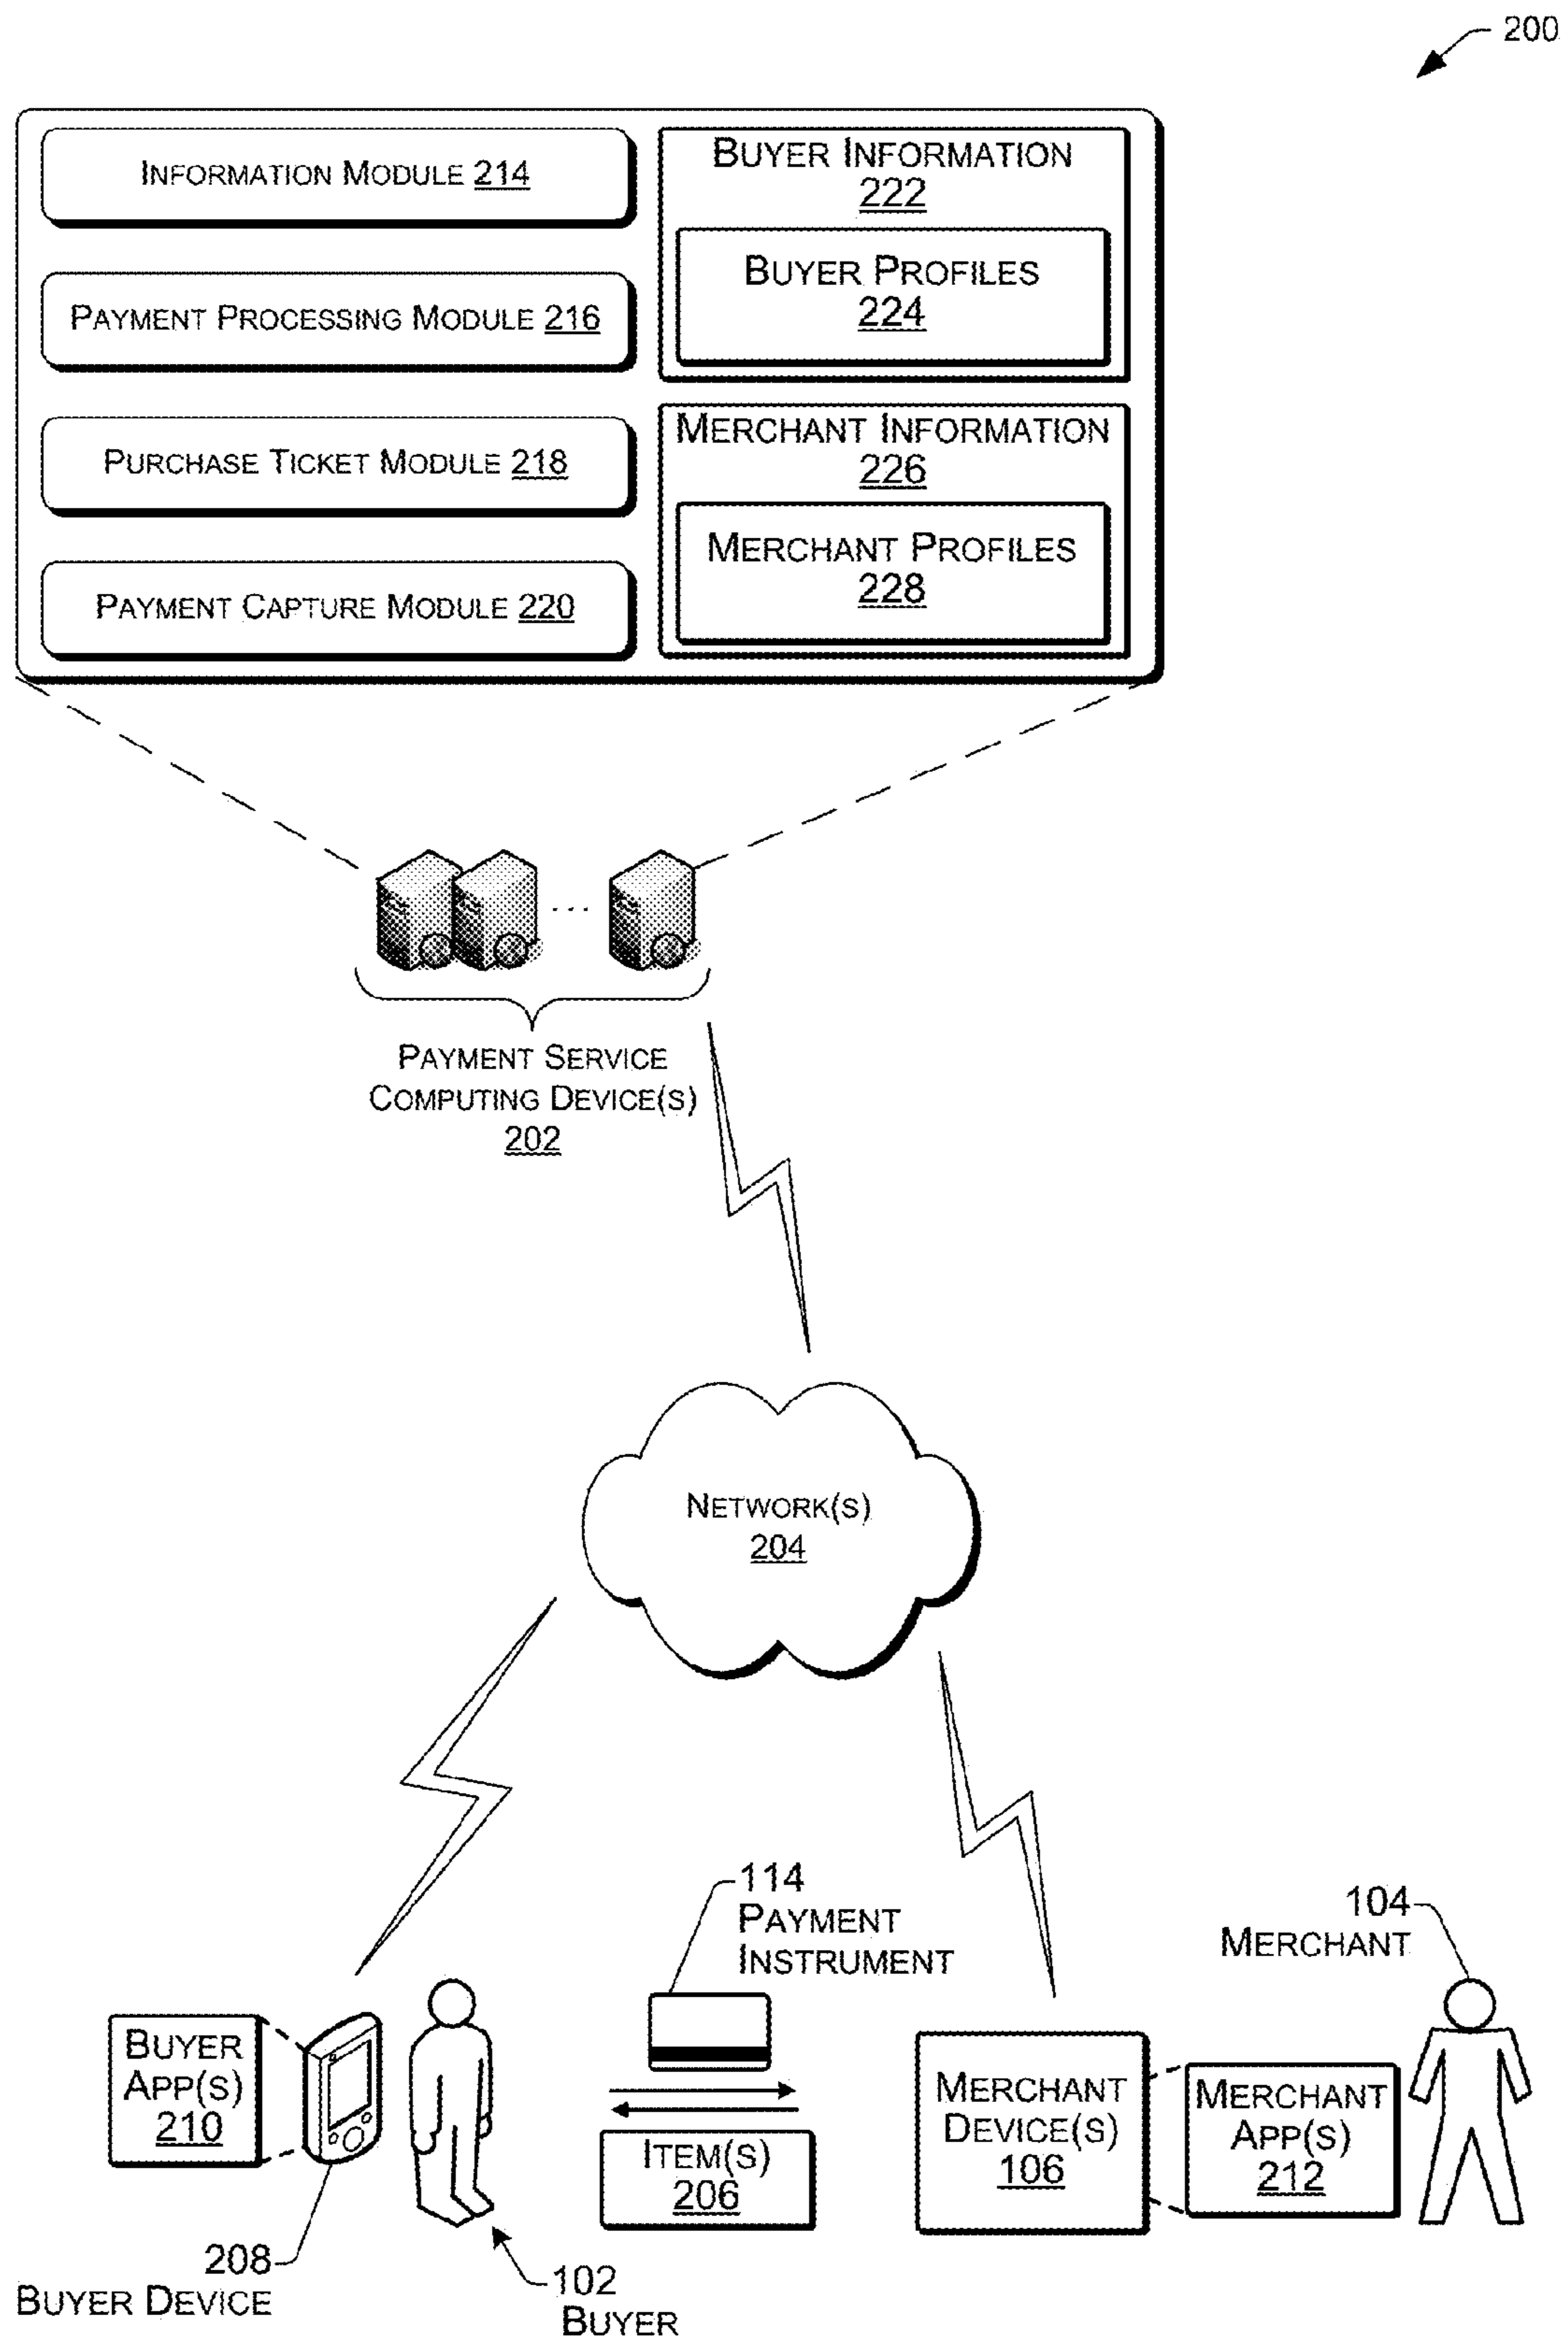 200
INFORMATION MODULE 214
PAYMENT PROCESSING MODULE 216
PURCHASE TICKET MODULE 218
PAYMENT CAPTURE MODULE 220
BUYER INFORMATION
222
BUYER PROFILES
224
MERCHANT INFORMATION
226
MERCHANT PROFILES
228
PAYMENT SERVICE
COMPUTING DEVICE(S)
202
NETWORK(S)
204
114
PAYMENT
INSTRUMENT
104
MERCHANT
BUYER
APP(S)
210
ITEM(S)
206
MERCHANT
DEVICE(S)
106
MERCHANT
APP(S)
212
208
BUYER DEVICE
102
BUYER